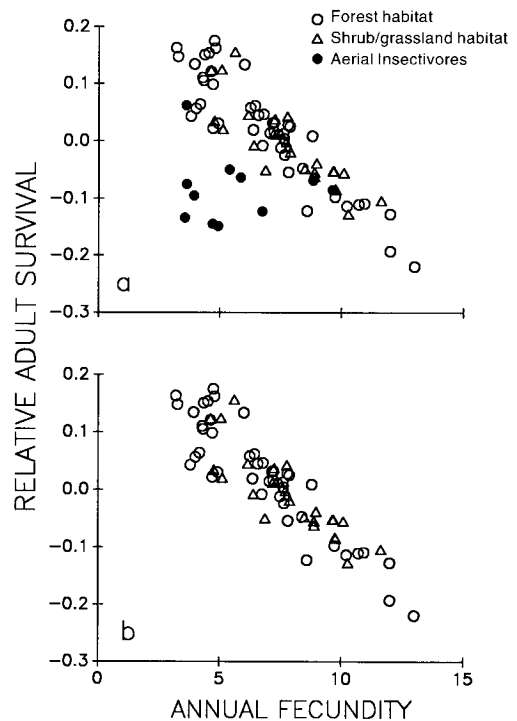 Forest habitat
Shrub/grassland habitat
Aerial Insectivores
0.2
0.1
0.0
−0.1
−0.2
−0.3
a
RELATIVE ADULT SURVIVAL
0.2
0.1
0.0
−0.1
−0.2
−0.3
b
0 5 10 15
ANNUAL FECUNDITY